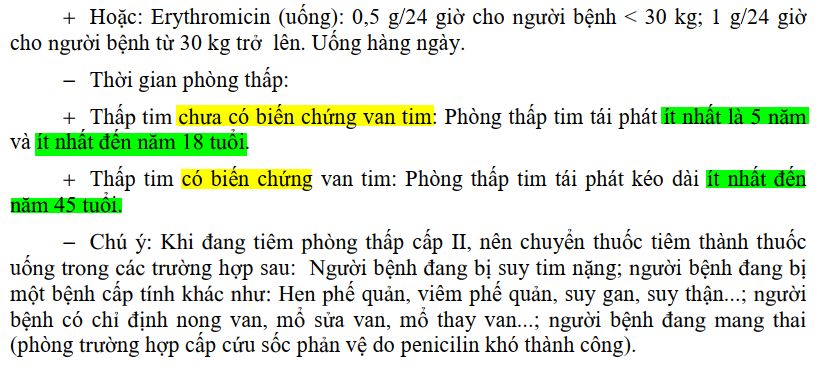 + Hoặc: Erythromicin (uống): 0,5 g/24 giờ cho người bệnh < 30 kg; 1 g/24 giờ
cho người bệnh từ 30 kg trở lên. Uống hàng ngày.
− Thời gian phòng thấp:
+ Thấp tim chưa có biến chứng van tim: Phòng thấp tim tái phát ít nhất là 5 năm
và ít nhất đến năm 18 tuổi.
+ Thấp tim có biến chứng van tim: Phòng thấp tim tái phát kéo dài ít nhất đến
năm 45 tuổi.
− Chú ý: Khi đang tiêm phòng thấp cấp II, nên chuyển thuốc tiêm thành thuốc
uống trong các trường hợp sau: Người bệnh đang bị suy tim nặng; người bệnh đang bị
một bệnh cấp tính khác như: Hen phế quản, viêm phế quản, suy gan, suy thận...; người
bệnh có chỉ định nong van, mổ sửa van, mổ thay van...; người bệnh đang mang thai
(phòng trường hợp cấp cứu sốc phản vệ do penicilin khó thành công).